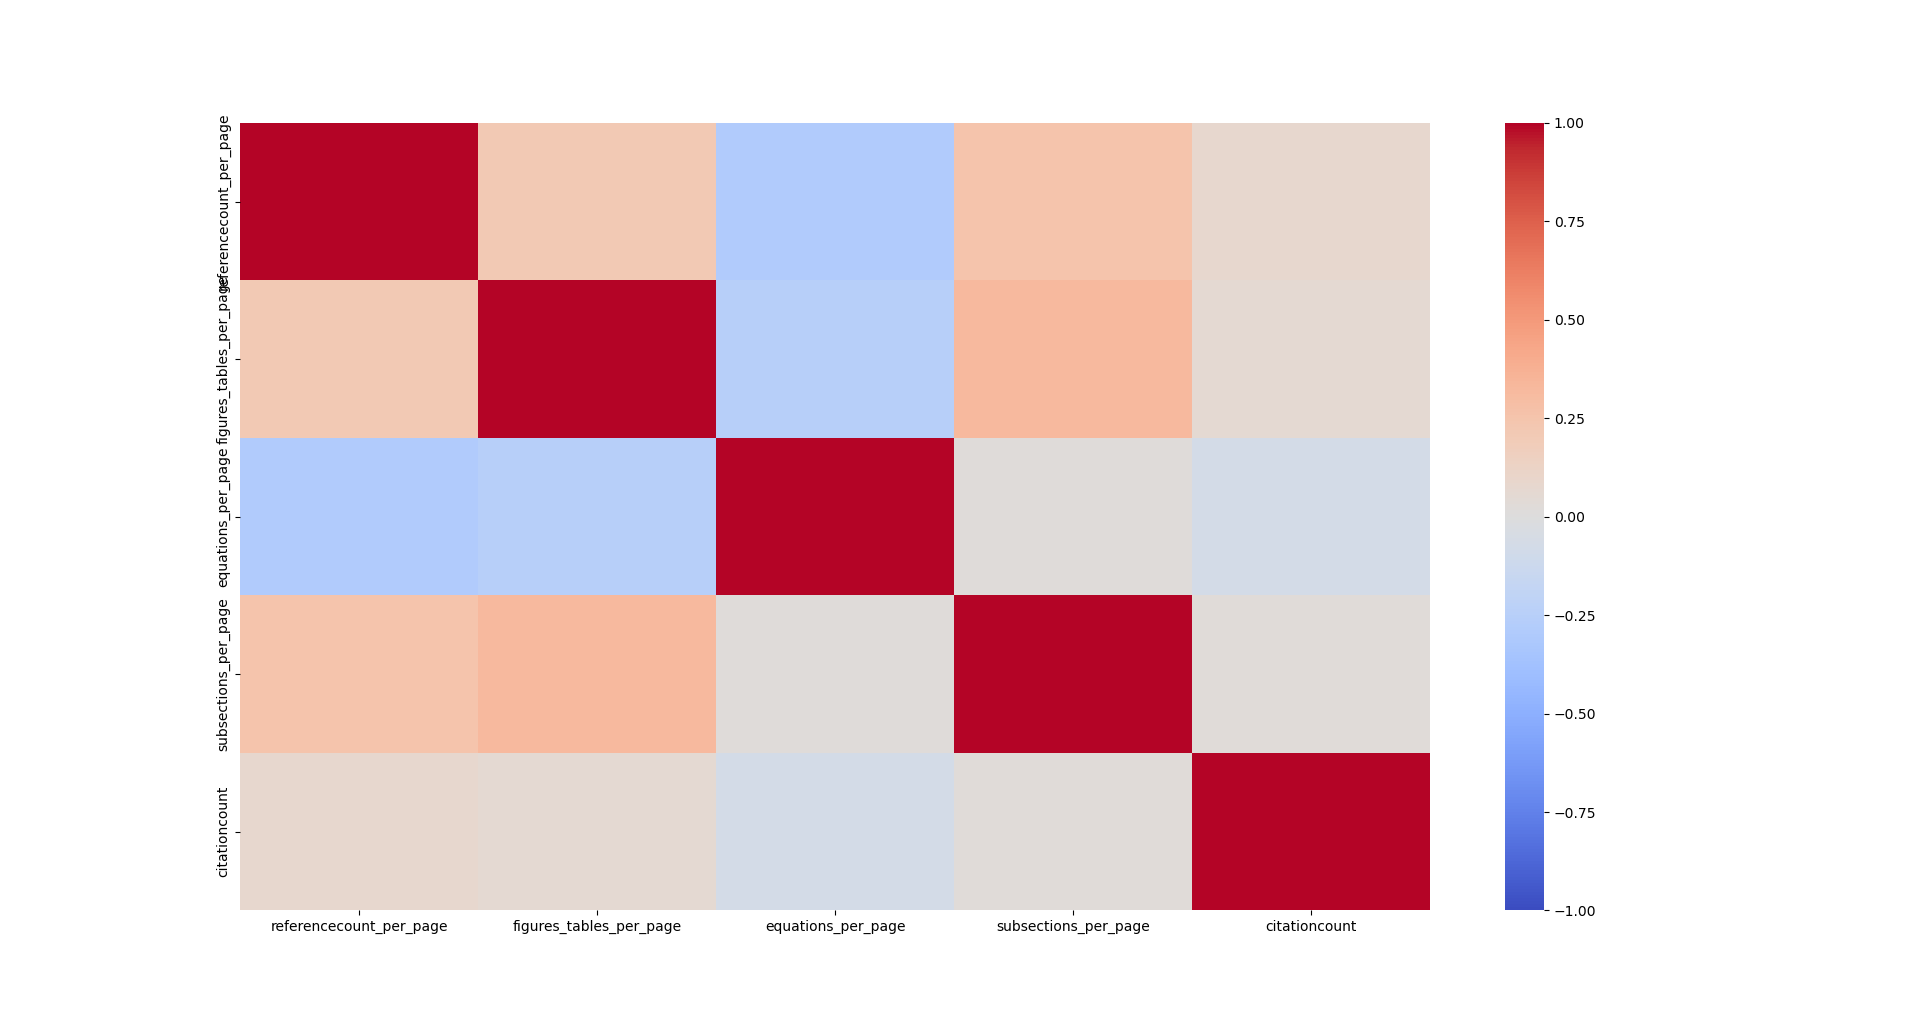 referencecount_per_page
figures_tables_per_page
equations_per_page
subsections_per_page
citationcount
referencecount_per_page
figures_tables_per_page
equations_per_page
subsections_per_page
citationcount
1.00
0.75
0.50
0.25
0.00
−0.25
−0.50
−0.75
−1.00